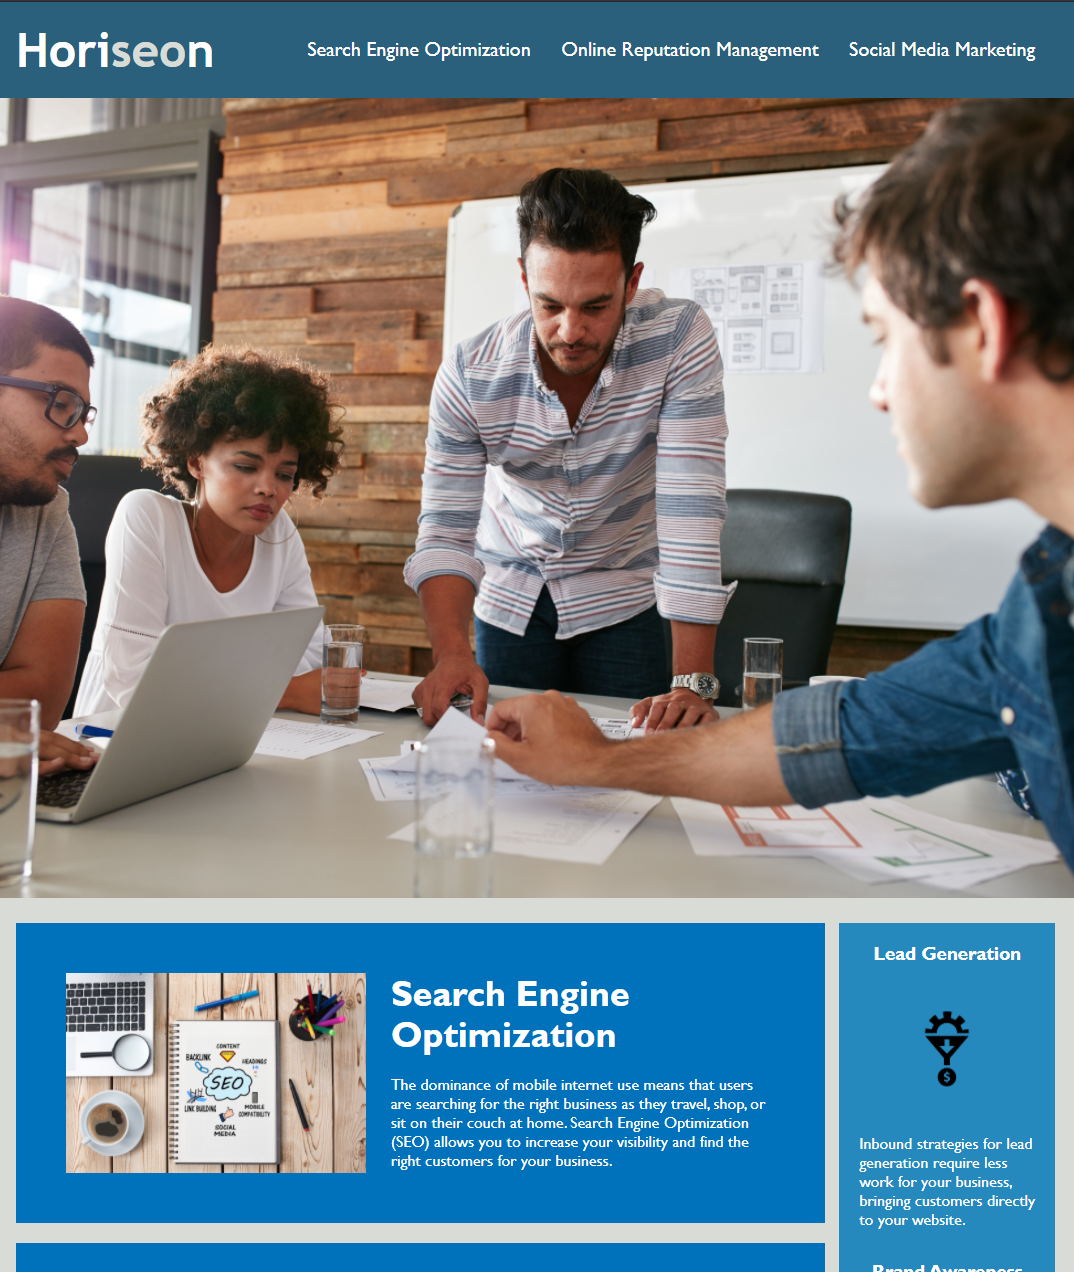 Horiseon
Search Engine Optimization
Online Reputation Management
Social Media Marketing
CONTENT
BACKLINK
HEADINGS
SEO
LINK BUILDING
MOBILE
COMPATIBILITY
SOCIAL
MEDIA
Search Engine
Optimization
The dominance of mobile internet use means that users
are searching for the right business as they travel, shop, or
sit on their couch at home. Search Engine Optimization
(SEO) allows you to increase your visibility and find the
right customers for your business.
Lead Generation
$
Inbound strategies for lead
generation require less
work for your business,
bringing customers directly
to your website.
Brand Awareness